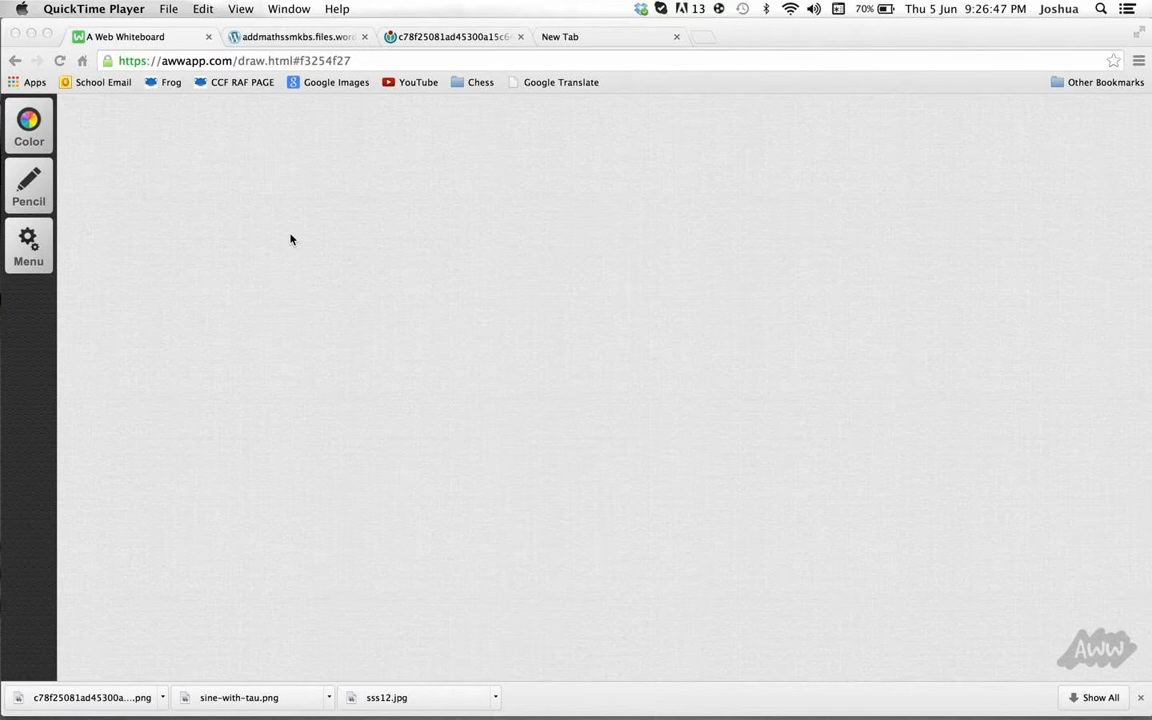 QuickTime Player File Edit View Window Help 13 70% Thu 5 Jun 9:26:47 PM Joshua
A Web Whiteboard addmathssmkbs.files.wor c78f25081ad45300a15c6 New Tab
https://awwapp.com/draw.html#f3254f27
Apps School Email Frog CCF RAF PAGE Google Images YouTube Chess Google Translate Other Bookmarks
Color
Pencil
Menu
AWW
c78f25081ad45300a....png sine-with-tau.png sss12.jpg Show All